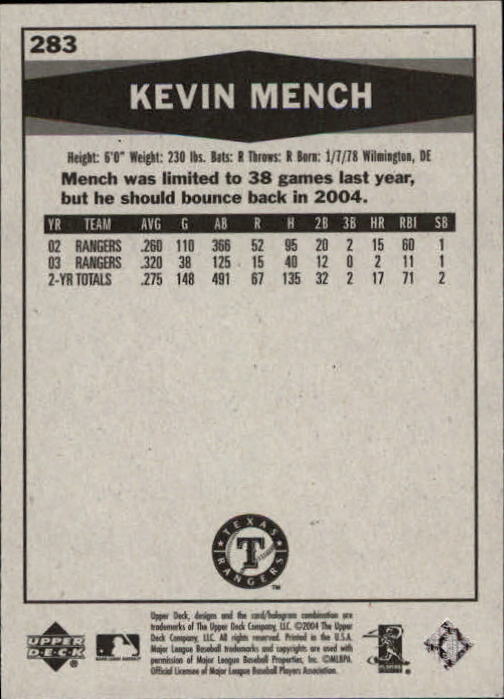 283
KEVIN MENCH
Height: 6'0" Weight: 230 lbs. Bats: R Throws: R Born: 1/7/78 Wilmington, DE
Mench was limited to 38 games last year,
but he should bounce back in 2004.
YR TEAM AVG G AB R H 2B 3B HR RBI SB
02 RANGERS .260 110 366 52 95 20 2 15 60 1
03 RANGERS .320 38 125 15 40 12 0 2 11 1
2-YR TOTALS .275 148 491 67 135 32 2 17 71 2
TEXAS
T
RANGERS
TM
Upper Deck, designs and the card/hologram combination are
trademarks of The Upper Deck Company, LLC. ©2004 The Upper
Deck Company, LLC. All rights reserved. Printed in the U.S.A.
Major League Baseball trademarks and copyrights are used with
permission of Major League Baseball Properties, Inc. ©MLBPA.
Official Licensee of Major League Baseball Players Association.
UPPER
DECK
®